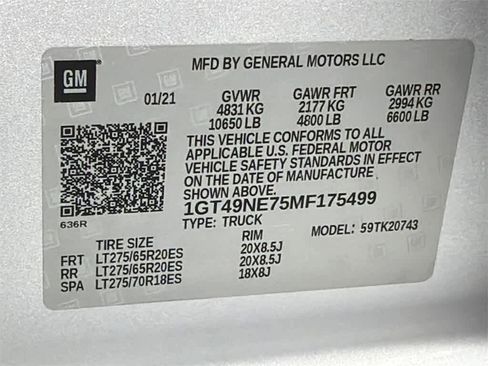 GM
MFD BY GENERAL MOTORS LLC
01/21 GVWR GAWR FRT GAWR RR
4831 KG 2177 KG 2994 KG
10650 LB 4800 LB 6600 LB
THIS VEHICLE CONFORMS TO ALL
APPLICABLE U.S. FEDERAL MOTOR
VEHICLE SAFETY STANDARDS IN EFFECT
ON THE DATE OF MANUFACTURE
SHOWN ABOVE.
1GT49NE75MF175499
636R
TYPE: TRUCK
MODEL: 59TK20743
TIRE SIZE RIM
FRT LT275/65R20ES 20X8.5J
RR LT275/65R20ES 20X8.5J
SPA LT275/70R18ES 18X8J